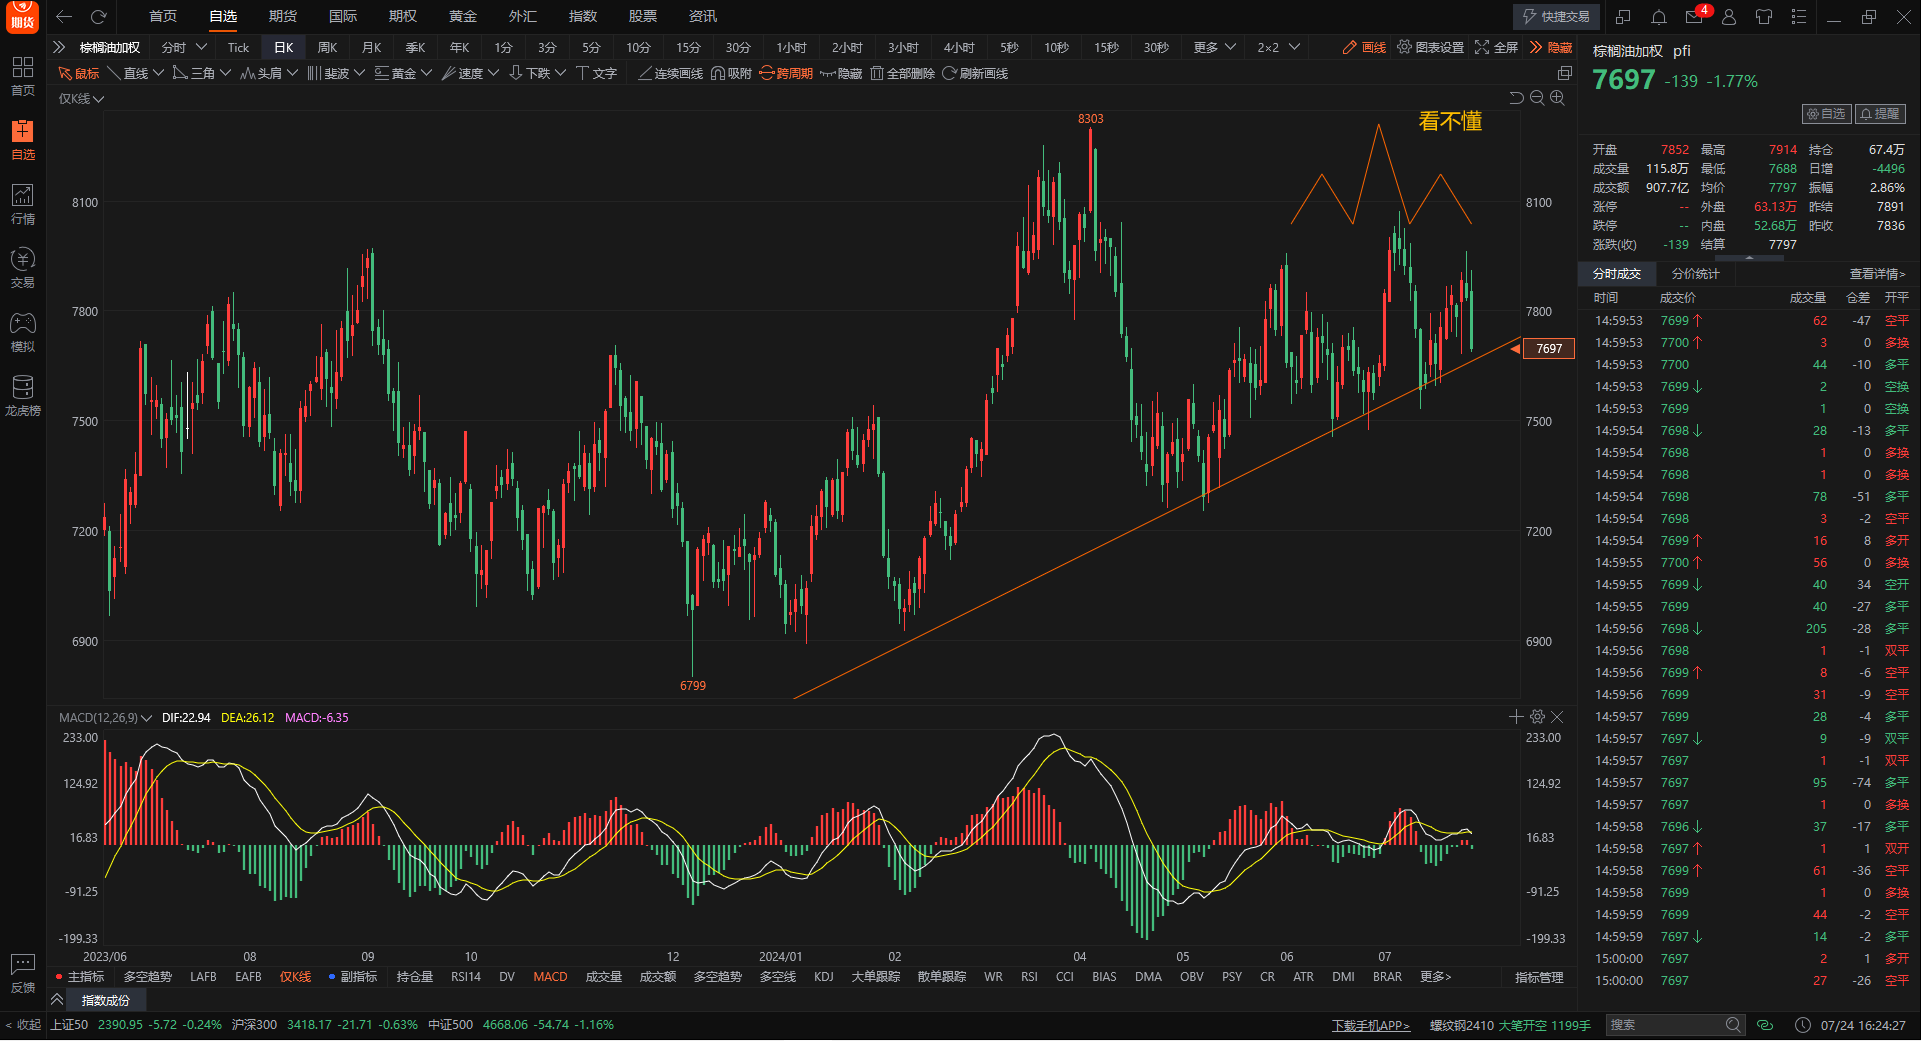 期货
首页 自选 期货 国际 期权 黄金 外汇 指数 股票 资讯
快捷交易 4
棕榈油加权 分时 Tick 日K 周K 月K 季K 年K 1分 3分 5分 10分 15分 30分 1小时 2小时 3小时 4小时 5秒 10秒 15秒 30秒 更多 2×2 画线 图表设置 全屏 隐藏
鼠标 直线 三角 头肩 斐波 黄金 速度 下跌 文字 连续画线 吸附 跨周期 隐藏 全部删除 刷新画线
首页
自选
行情
交易
模拟
龙虎榜
反馈
< 收起
仅K线
看不懂
8303
8100 8100
7800 7800
7697
7500 7500
7200 7200
6900 6900
6799
MACD(12,26,9) DIF:22.94 DEA:26.12 MACD:-6.35
233.00 233.00
124.92 124.92
16.83 16.83
-91.25 -91.25
-199.33 -199.33
2023/06 08 09 10 12 2024/01 02 04 05 06 07
主指标 多空趋势 LAFB EAFB 仅K线 副指标 持仓量 RSI14 DV MACD 成交量 成交额 多空趋势 多空线 KDJ 大单跟踪 散单跟踪 WR RSI CCI BIAS DMA OBV PSY CR ATR DMI BRAR 更多> 指标管理
指数成份
棕榈油加权 pfi
7697 -139 -1.77%
自选 提醒
开盘 7852 最高 7914 持仓 67.4万
成交量 115.8万 最低 7688 日增 -4496
成交额 907.7亿 均价 7797 振幅 2.86%
涨停 -- 外盘 63.13万 昨结 7891
跌停 -- 内盘 52.68万 昨收 7836
涨跌(收) -139 结算 7797
分时成交 分价统计 查看详情>
时间 成交价 成交量 仓差 开平
14:59:53 7699↑ 62 -47 空平
14:59:53 7700↑ 3 0 多换
14:59:53 7700 44 -10 多平
14:59:53 7699↓ 2 0 空换
14:59:53 7699 1 0 空换
14:59:54 7698↓ 28 -13 多平
14:59:54 7698 1 0 多换
14:59:54 7698 1 0 多换
14:59:54 7698 78 -51 多平
14:59:54 7698 3 -2 空平
14:59:54 7699↑ 16 8 多开
14:59:55 7700↑ 56 0 多换
14:59:55 7699↓ 40 34 空开
14:59:55 7699 40 -27 多平
14:59:56 7698↓ 205 -28 多平
14:59:56 7698 1 -1 双平
14:59:56 7699↑ 8 -6 空平
14:59:56 7699 31 -9 空平
14:59:57 7699 28 -4 多平
14:59:57 7697↓ 9 -9 双平
14:59:57 7697 1 -1 双平
14:59:57 7697 95 -74 多平
14:59:57 7697 1 0 多换
14:59:58 7696↓ 37 -17 多平
14:59:58 7697↑ 1 1 双开
14:59:58 7699↑ 61 -36 空平
14:59:58 7699 1 0 多换
14:59:59 7699 44 -2 空平
14:59:59 7697↓ 14 -2 多平
15:00:00 7697 2 1 多开
15:00:00 7697 27 -26 空平
上证50 2390.95 -5.72 -0.24% 沪深300 3418.17 -21.71 -0.63% 中证500 4668.06 -54.74 -1.16% 下载手机APP> 螺纹钢2410 大笔开空 1199手 搜索 07/24 16:24:27